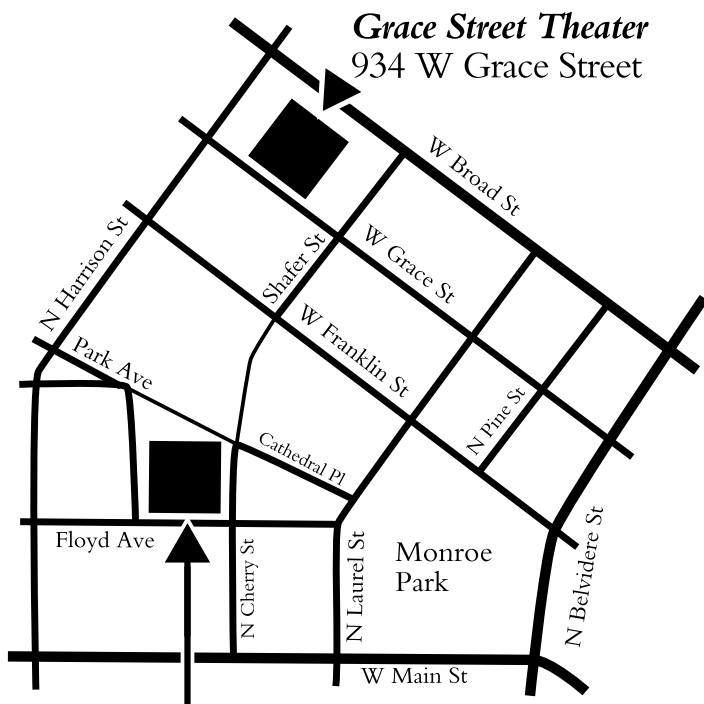 Grace Street Theater
934 W Grace Street
W Broad St
N Harrison St
Shafer St
W Grace St
W Franklin St
Park Ave
N Pine St
Cathedral Pl
Floyd Ave
N Cherry St
N Laurel St
Monroe
Park
N Belvidere St
W Main St